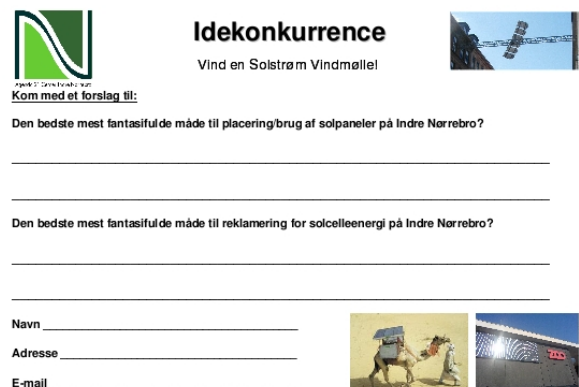 Idekonkurrence
Vind en Solstrøm Vindmølle!
Kom med et forslag til:
Den bedste mest fantasifulde måde til placering/brug af solpaneler på Indre Nørrebro?
Den bedste mest fantasifulde måde til reklamering for solcelleenergi på Indre Nørrebro?
Navn
Adresse
ZOO
E-mail